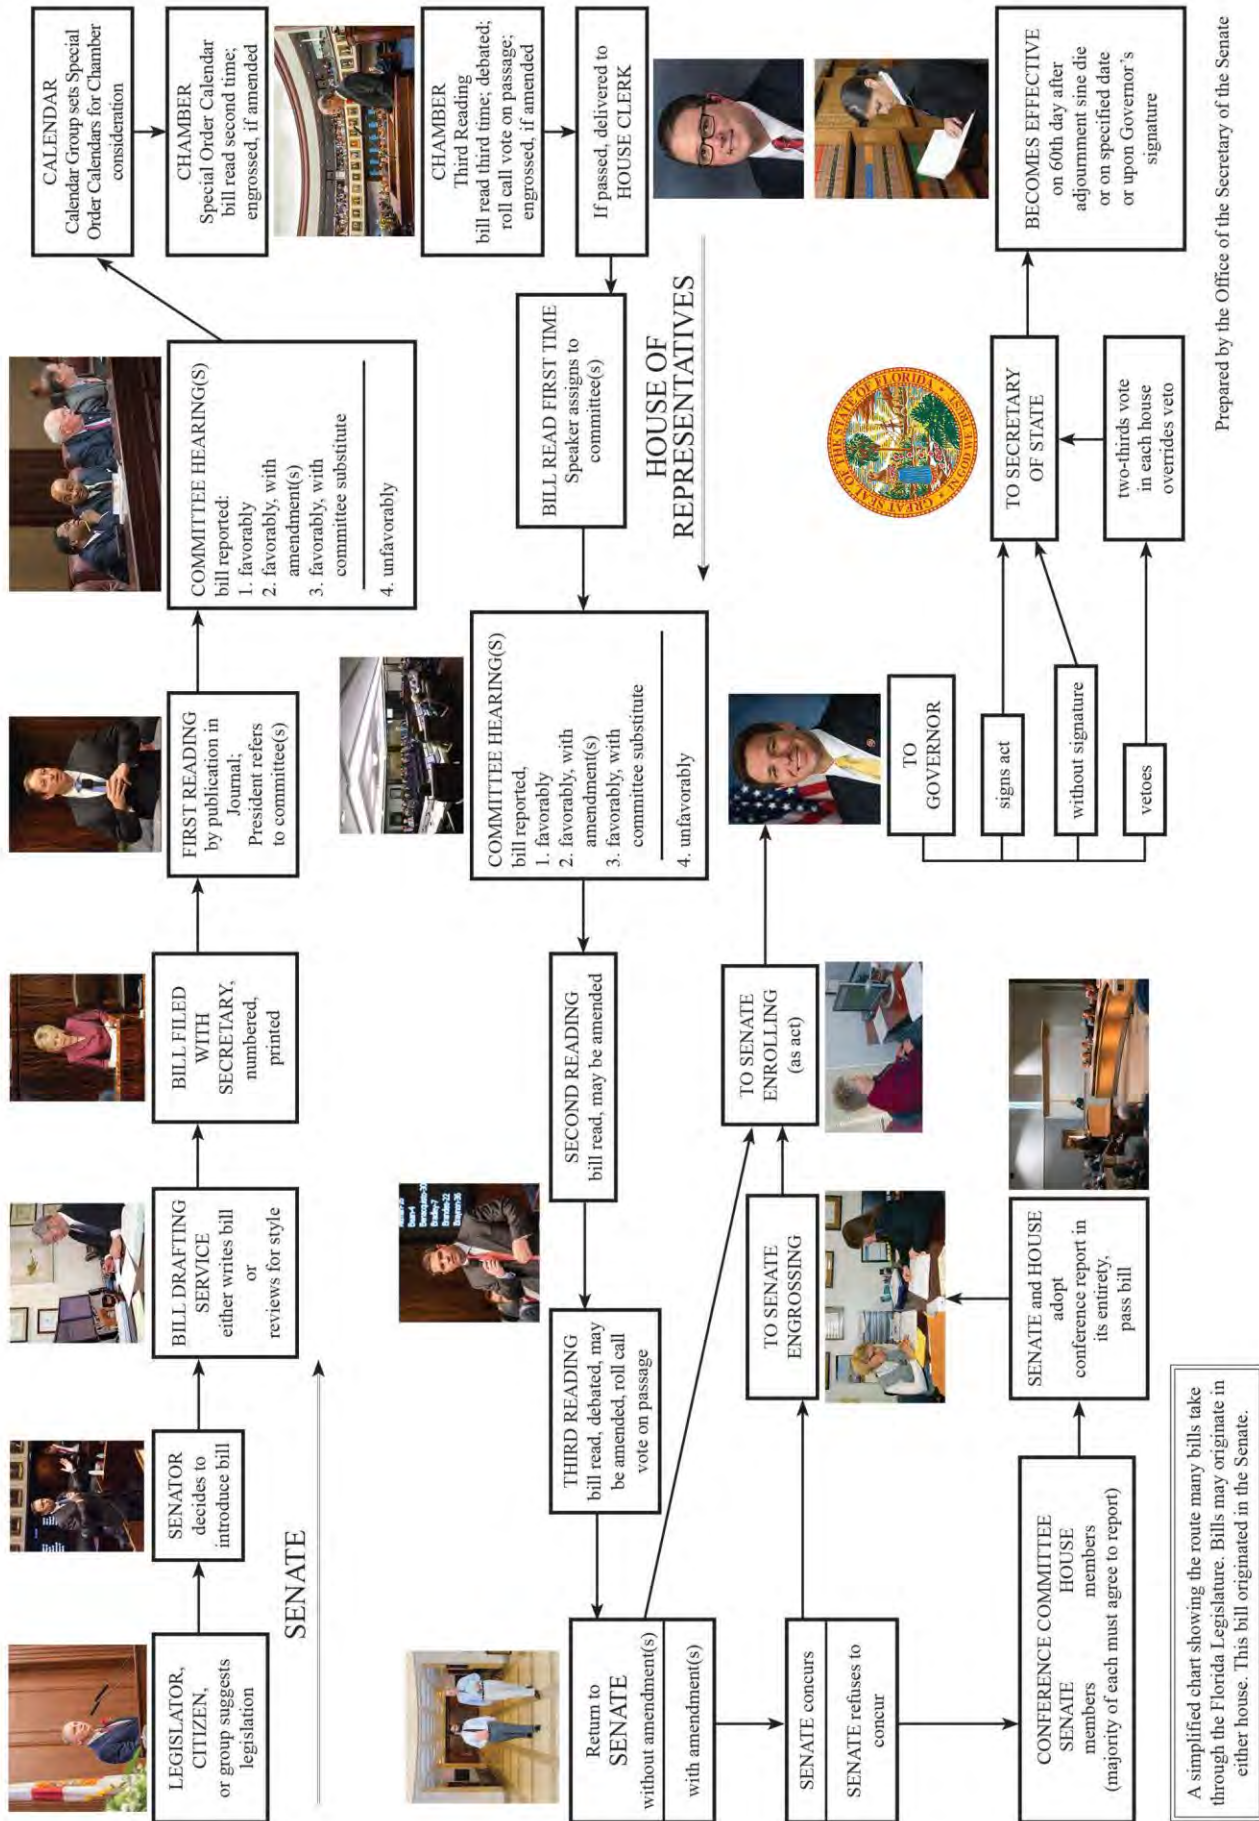 LEGISLATOR,
CITIZEN,
or group suggests
legislation
SENATOR
decides to
introduce bill
BILL DRAFTING
SERVICE
either writes bill
or
reviews for style
BILL FILED
WITH
SECRETARY,
numbered,
printed
FIRST READING
by publication in
Journal;
President refers
to committee(s)
COMMITTEE HEARING(S)
bill reported:
1. favorably
2. favorably, with
amendment(s)
3. favorably, with
committee substitute
4. unfavorably
CALENDAR
Calendar Group sets Special
Order Calendars for Chamber
consideration
CHAMBER
Special Order Calendar
bill read second time;
engrossed, if amended
CHAMBER
Third Reading
bill read third time; debated;
roll call vote on passage;
engrossed, if amended
If passed, delivered to
HOUSE CLERK
SENATE
HOUSE OF
REPRESENTATIVES
BILL READ FIRST TIME
Speaker assigns to
committee(s)
COMMITTEE HEARING(S)
bill reported,
1. favorably
2. favorably, with
amendment(s)
3. favorably, with
committee substitute
4. unfavorably
SECOND READING
bill read, may be amended
THIRD READING
bill read, debated, may
be amended, roll call
vote on passage
Bean-4
Benacquisto-30
Bradley-7
Brandes-22
Braynon-36
Return to
SENATE
without amendment(s)
with amendment(s)
SENATE concurs
SENATE refuses to
concur
CONFERENCE COMMITTEE
SENATE HOUSE
members members
(majority of each must agree to report)
SENATE and HOUSE
adopt
conference report in
its entirety,
pass bill
TO SENATE
ENGROSSING
TO SENATE
ENROLLING
(as act)
TO
GOVERNOR
signs act
without signature
vetoes
two-thirds vote
in each house
overrides veto
TO SECRETARY
OF STATE
GREAT SEAL OF THE STATE OF FLORIDA
IN GOD WE TRUST
BECOMES EFFECTIVE
on 60th day after
adjournment sine die
or on specified date
or upon Governor's
signature
A simplified chart showing the route many bills take
through the Florida Legislature. Bills may originate in
either house. This bill originated in the Senate.
Prepared by the Office of the Secretary of the Senate